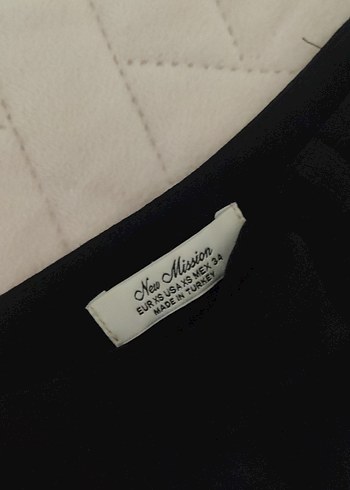 New Mission
EUR XS USA XS MEX 34
MADE IN TURKEY